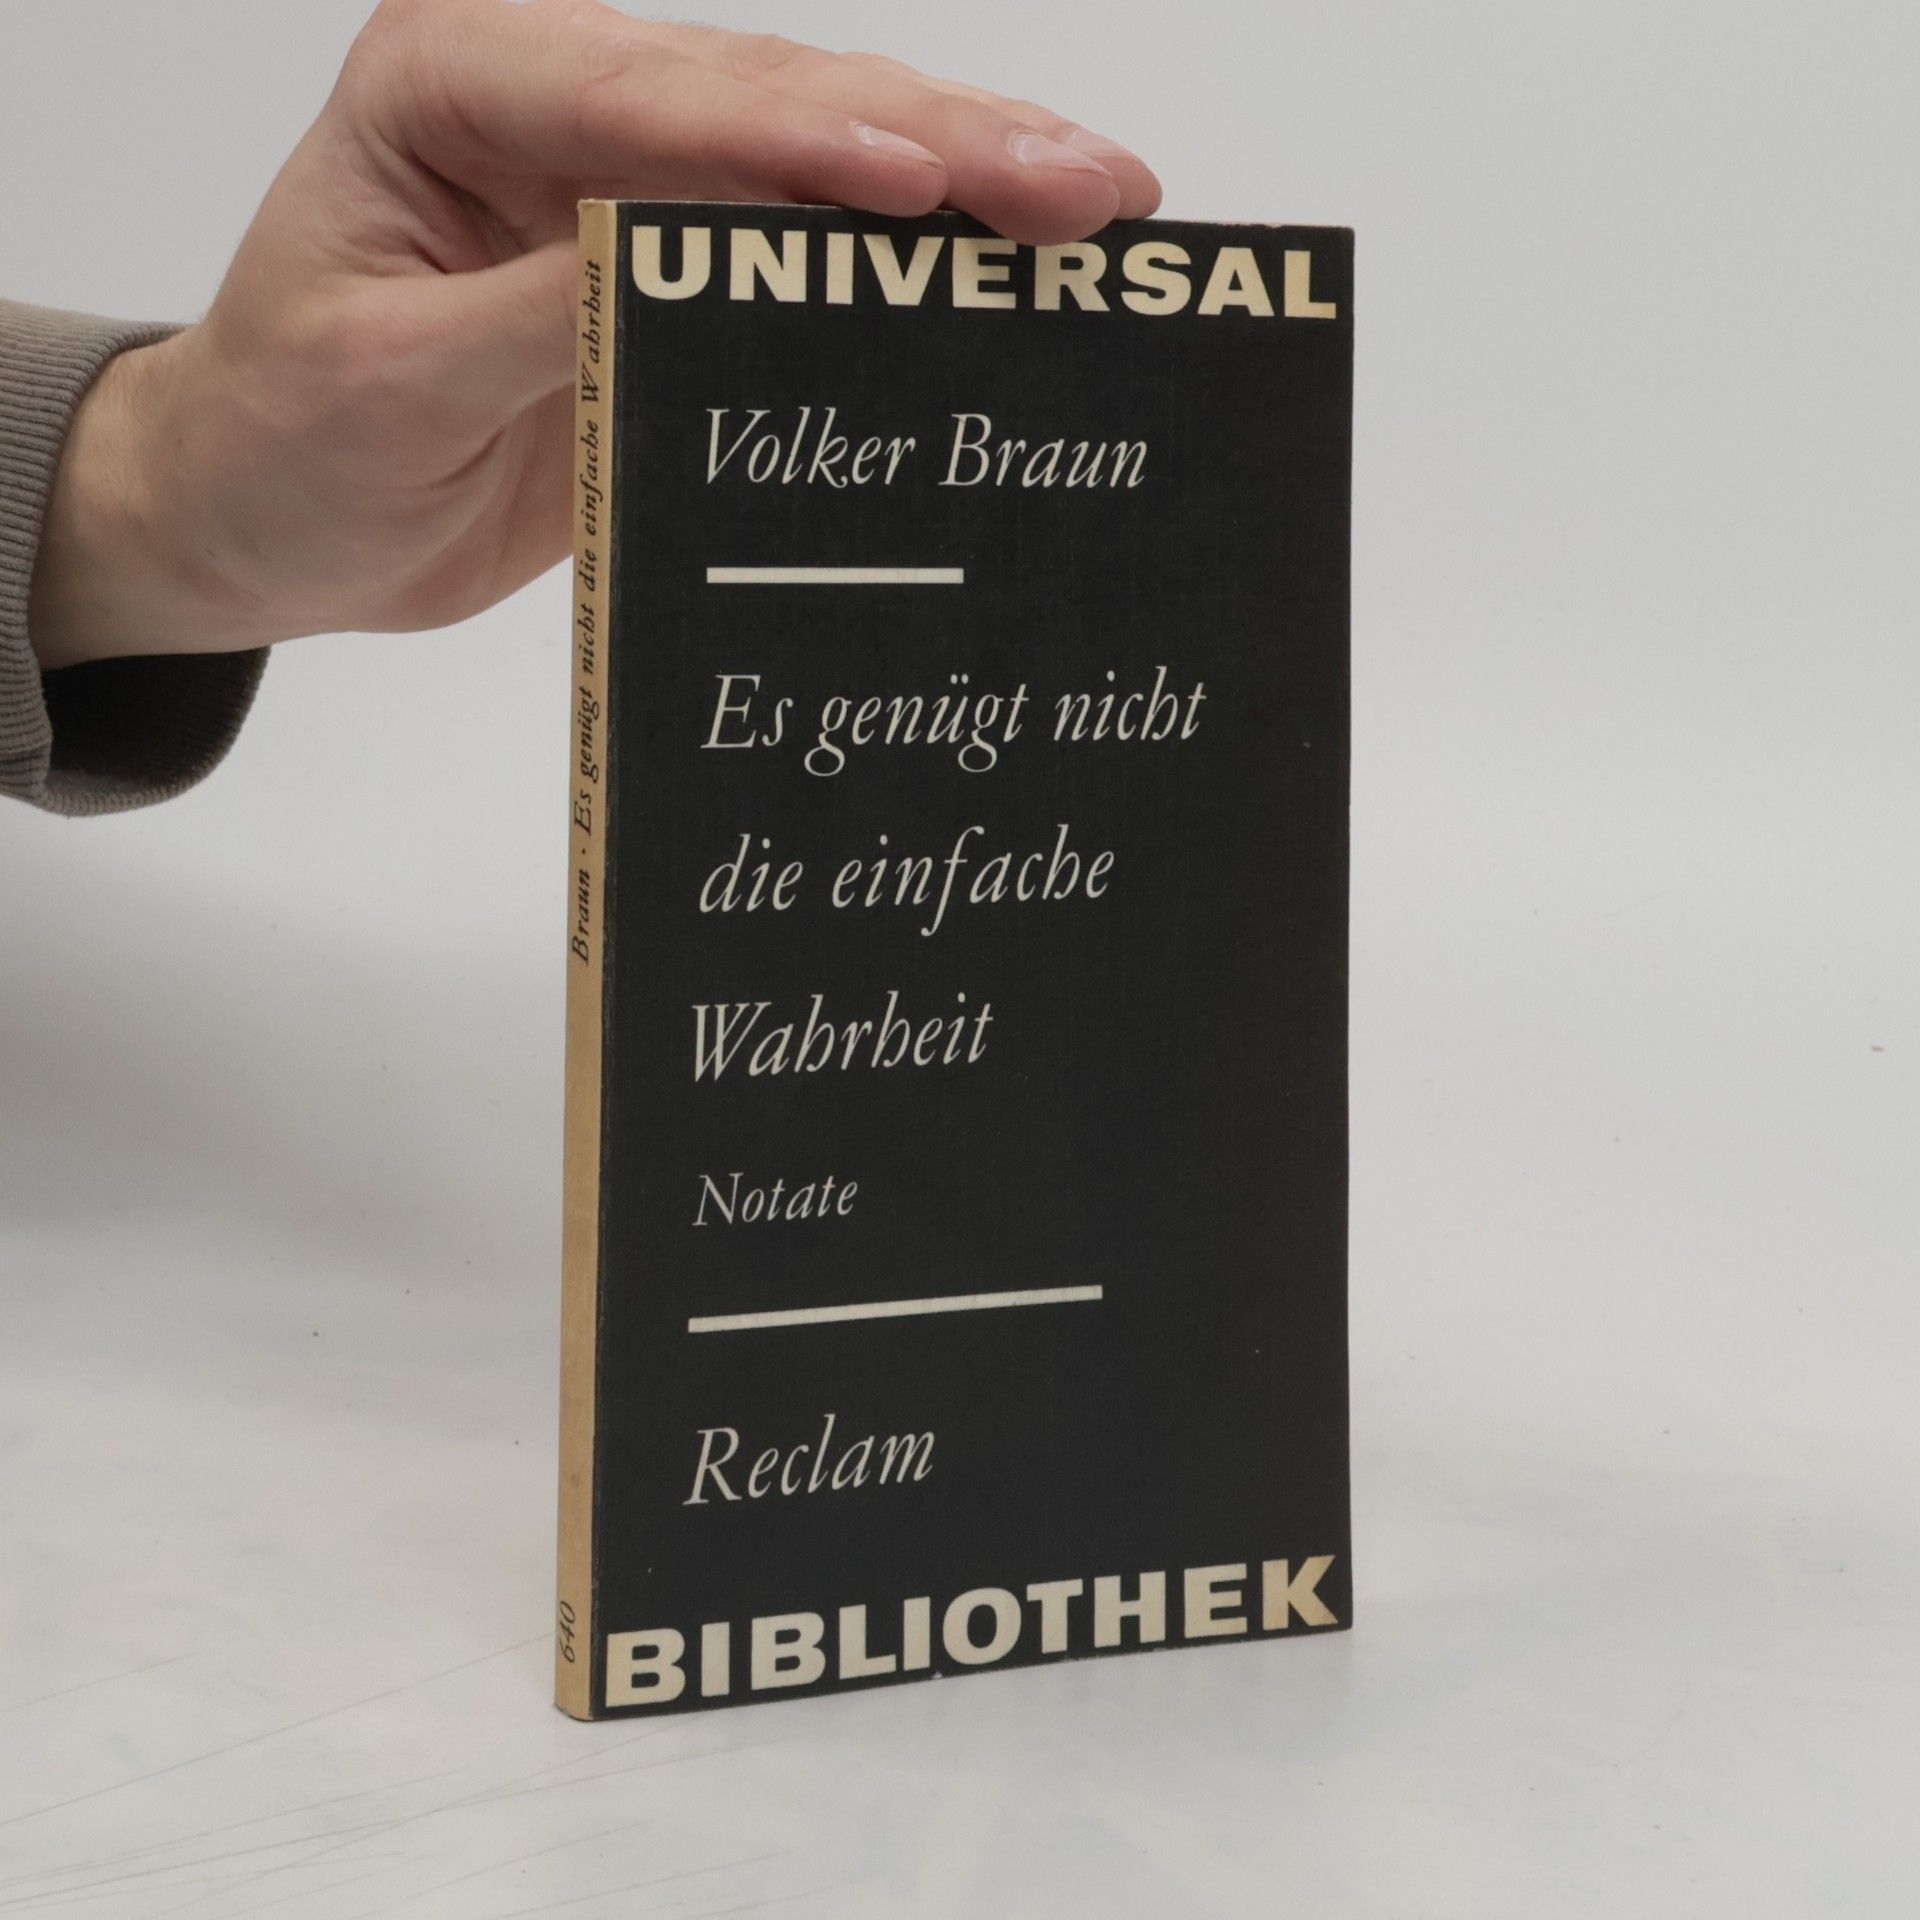 UNIVERSAL
Volker Braun
Es genügt nicht
die einfache
Wahrheit
Notate
Reclam
BIBLIOTHEK
Braun · Es genügt nicht die einfache Wahrheit
640